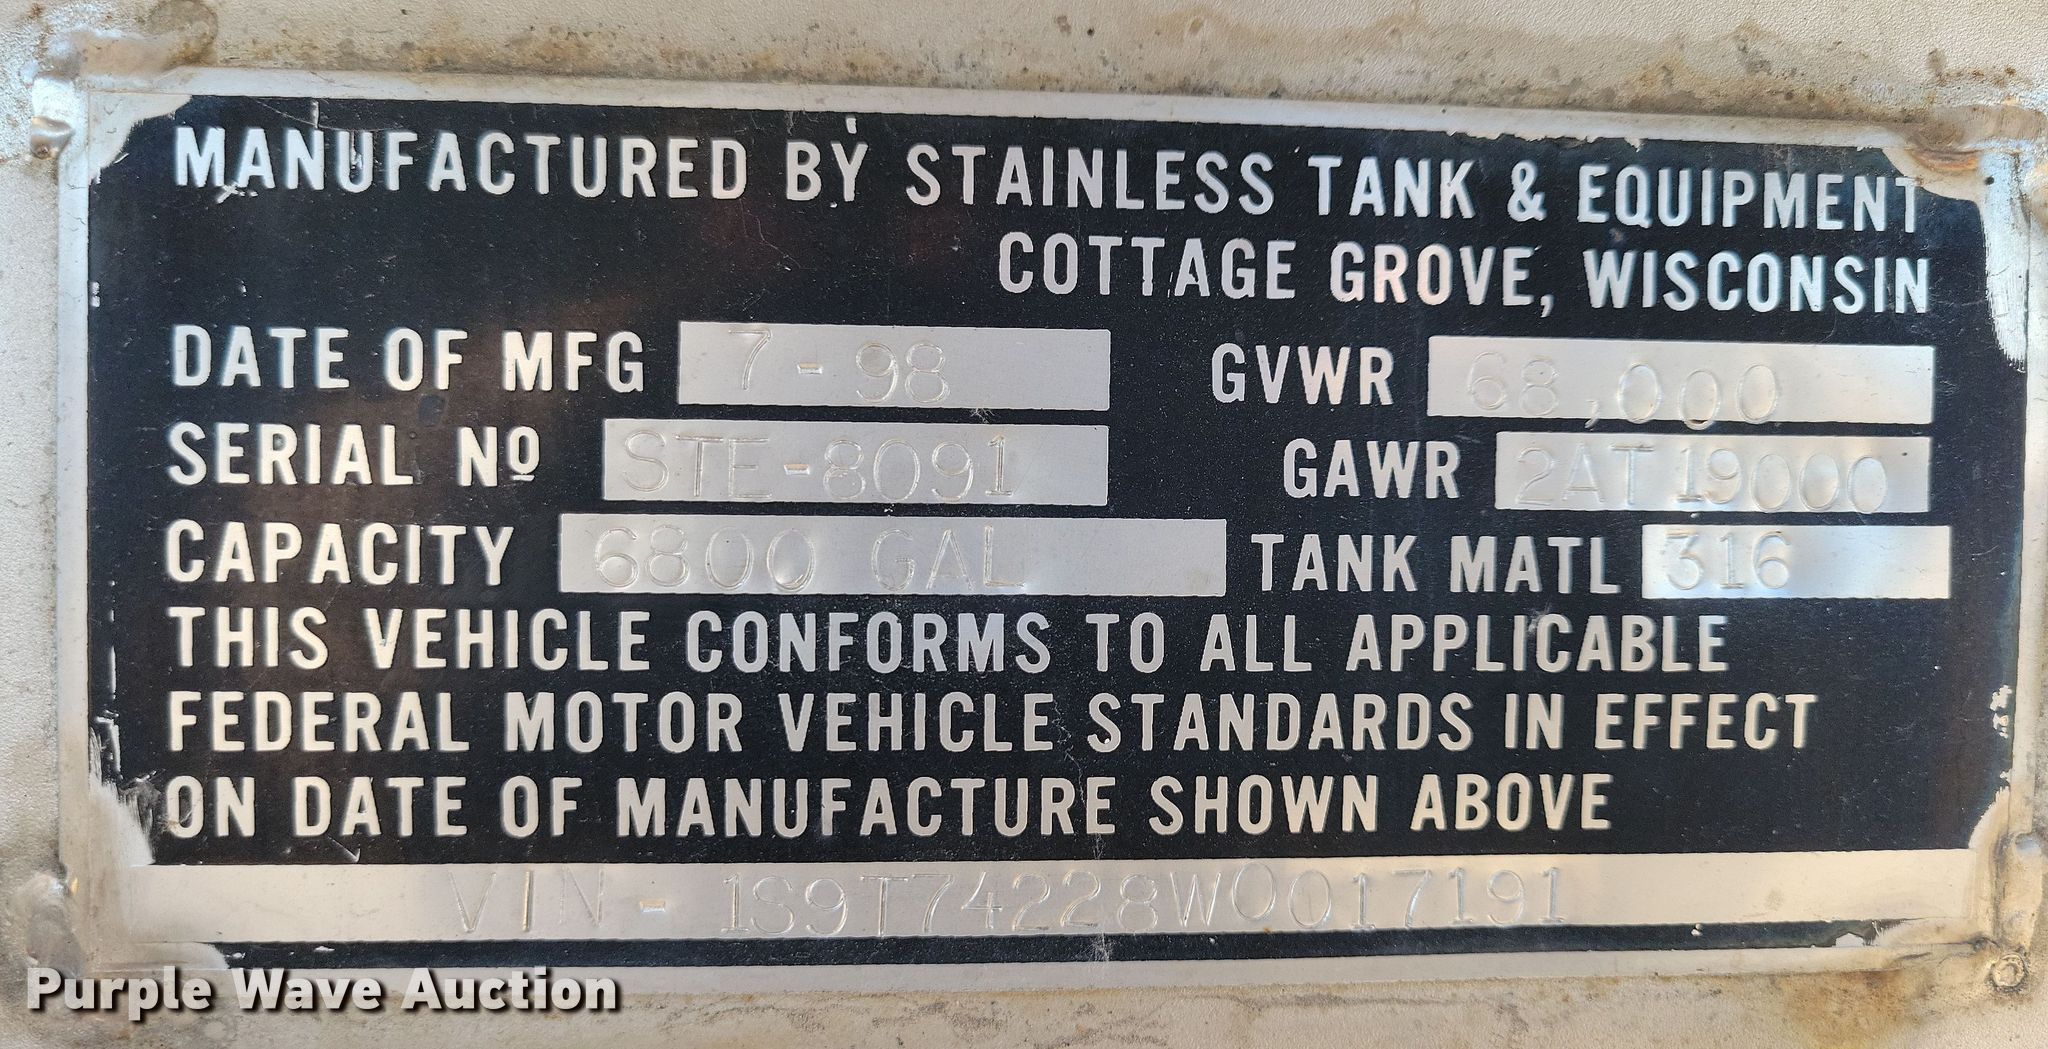 MANUFACTURED BY STAINLESS TANK & EQUIPMENT
COTTAGE GROVE, WISCONSIN
DATE OF MFG 7-98 GVWR 68,000
SERIAL Nº STE-8091 GAWR 2AT 19000
CAPACITY 6800 GAL TANK MATL 316
THIS VEHICLE CONFORMS TO ALL APPLICABLE
FEDERAL MOTOR VEHICLE STANDARDS IN EFFECT
ON DATE OF MANUFACTURE SHOWN ABOVE
VIN - 1S9T74228W0017191
Purple Wave Auction